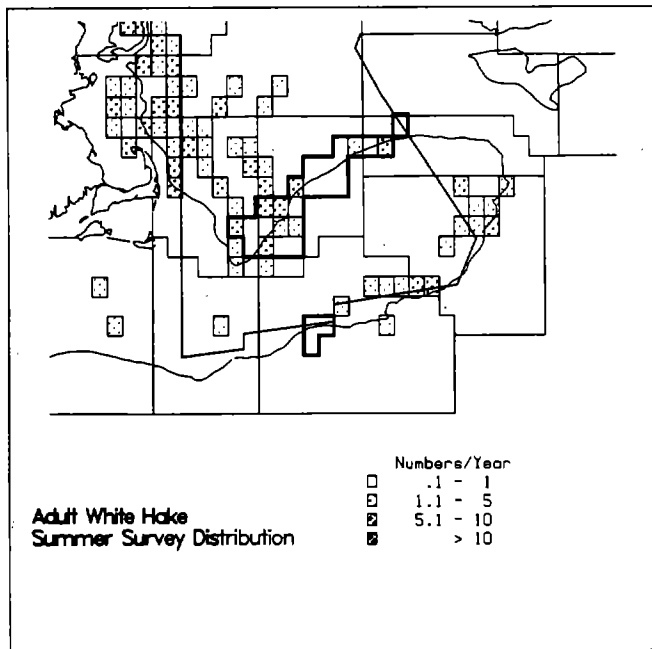 Numbers/Year
.1 - 1
1.1 - 5
5.1 - 10
> 10
Adult White Hake
Summer Survey Distribution